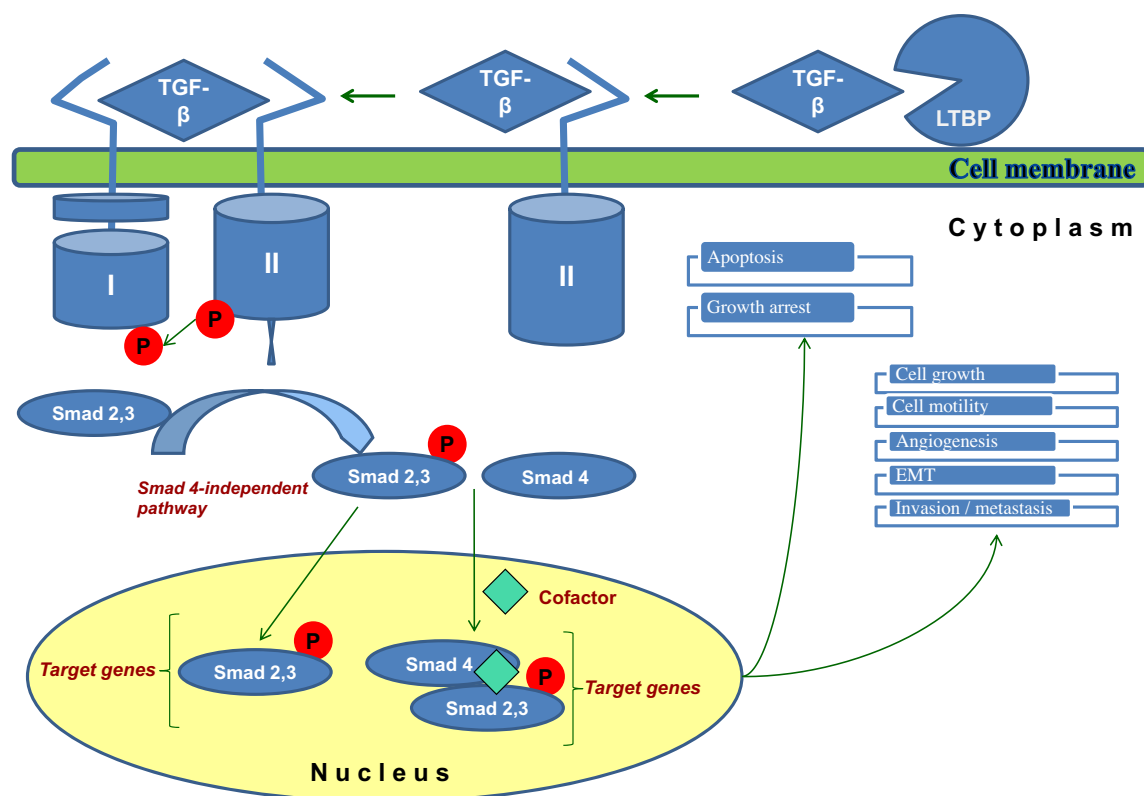 TGF-
β
TGF-
β
TGF-
β
LTBP
Cell membrane
Cytoplasm
I
II
II
P
P
Apoptosis
Growth arrest
Cell growth
Cell motility
Angiogenesis
EMT
Invasion / metastasis
Smad 2,3
P
Smad 2,3
Smad 4
Smad 4-independent
pathway
Cofactor
P
Smad 2,3
Target genes
Smad 4
P
Smad 2,3
Target genes
Nucleus